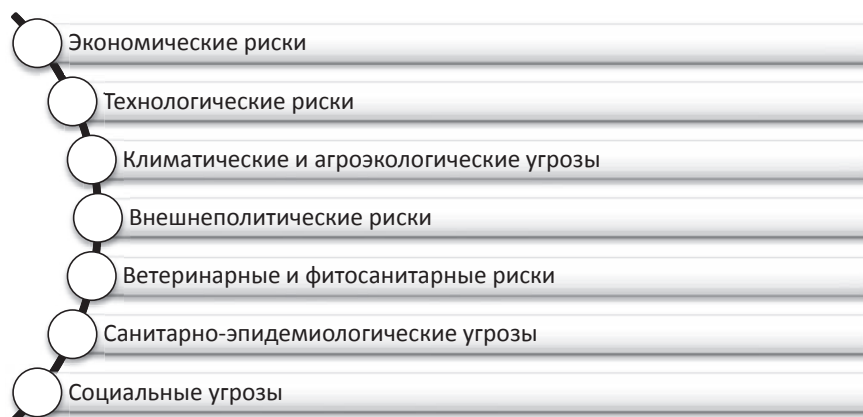 Экономические риски
Технологические риски
Климатические и агроэкологические угрозы
Внешнеполитические риски
Ветеринарные и фитосанитарные риски
Санитарно-эпидемиологические угрозы
Социальные угрозы